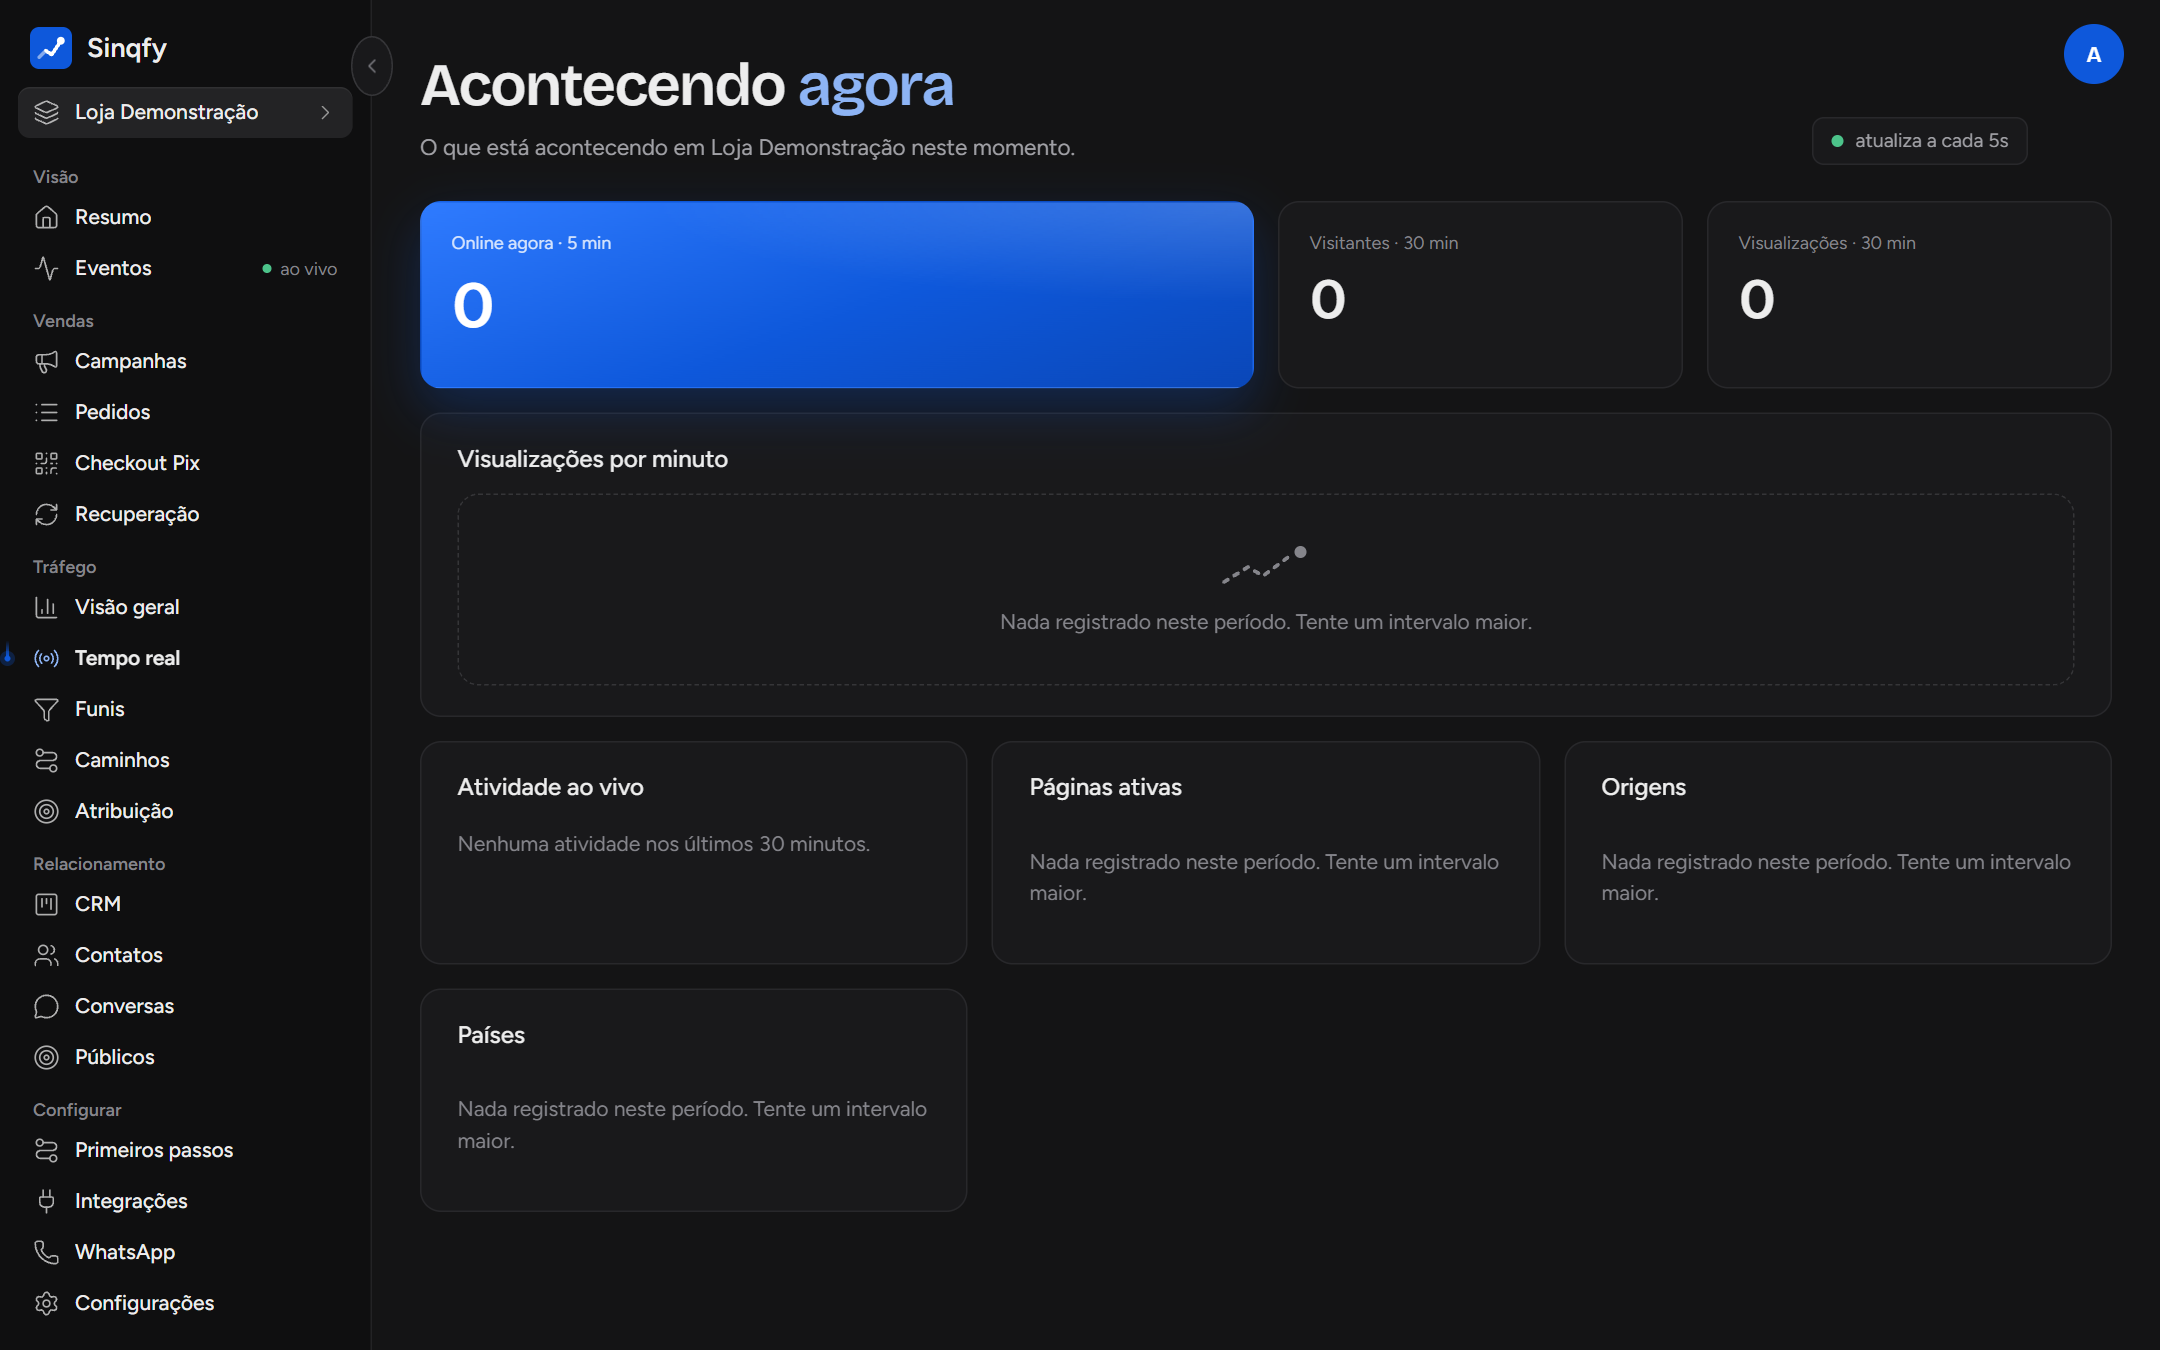 Sinqfy
Loja Demonstração
Visão
Resumo
Eventos
ao vivo
Vendas
Campanhas
Pedidos
Checkout Pix
Recuperação
Tráfego
Visão geral
Tempo real
Funis
Caminhos
Atribuição
Relacionamento
CRM
Contatos
Conversas
Públicos
Configurar
Primeiros passos
Integrações
WhatsApp
Configurações
A
Acontecendo agora
O que está acontecendo em Loja Demonstração neste momento.
atualiza a cada 5s
Online agora · 5 min
0
Visitantes · 30 min
0
Visualizações · 30 min
0
Visualizações por minuto
Nada registrado neste período. Tente um intervalo maior.
Atividade ao vivo
Nenhuma atividade nos últimos 30 minutos.
Páginas ativas
Nada registrado neste período. Tente um intervalo
maior.
Origens
Nada registrado neste período. Tente um intervalo
maior.
Países
Nada registrado neste período. Tente um intervalo
maior.